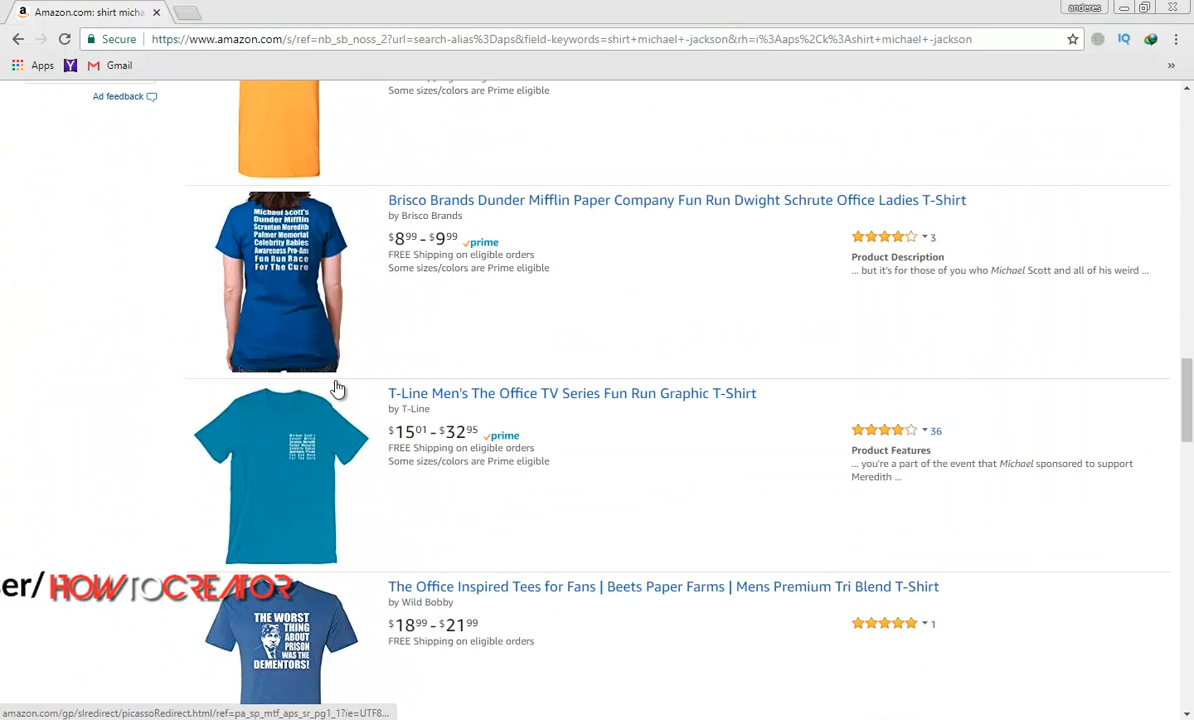 Amazon.com: shirt micha
anderes
Secure
https://www.amazon.com/s/ref=nb_sb_noss_2?url=search-alias%3Daps&field-keywords=shirt+michael+-jackson&rh=i%3Aaps%2Ck%3Ashirt+michael+-jackson
IQ
Apps
Gmail
»
Ad feedback
Some sizes/colors are Prime eligible
Brisco Brands Dunder Mifflin Paper Company Fun Run Dwight Schrute Office Ladies T-Shirt
by Brisco Brands
$8 99 - $9 99 prime
FREE Shipping on eligible orders
Some sizes/colors are Prime eligible
3
Product Description
... but it's for those of you who Michael Scott and all of his weird ...
Michael Scott's
Dunder Mifflin
Scranton Meredith
Palmer Memorial
Celebrity Rabies
Awareness Pro-Am
Fun Run Race
For The Cure
T-Line Men's The Office TV Series Fun Run Graphic T-Shirt
by T-Line
$15 01 - $32 95 prime
FREE Shipping on eligible orders
Some sizes/colors are Prime eligible
36
Product Features
... you're a part of the event that Michael sponsored to support
Meredith ...
ser/ HOWTOCREATOR
The Office Inspired Tees for Fans | Beets Paper Farms | Mens Premium Tri Blend T-Shirt
by Wild Bobby
$18 99 - $21 99
FREE Shipping on eligible orders
1
THE WORST
THING
ABOUT
PRISON
WAS THE
DEMENTORS!
amazon.com/gp/slredirect/picassoRedirect.html/ref=pa_sp_mtf_aps_sr_pg1_1?ie=UTF8...